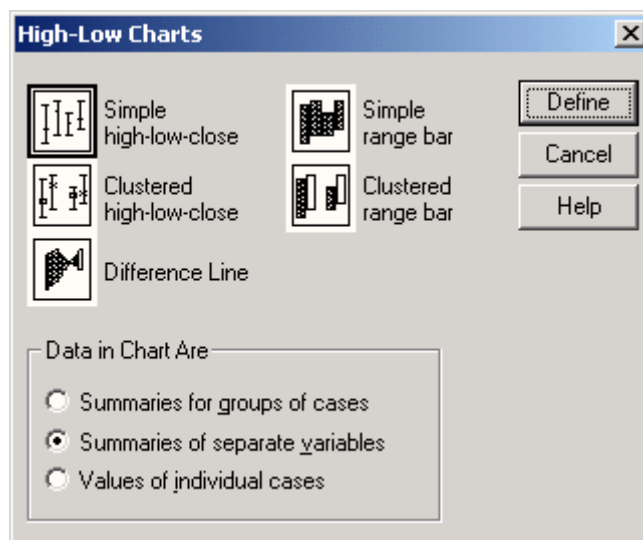 High-Low Charts
Simple
high-low-close
Simple
range bar
Clustered
high-low-close
Clustered
range bar
Difference Line
Define
Cancel
Help
Data in Chart Are
Summaries for groups of cases
Summaries of separate variables
Values of individual cases